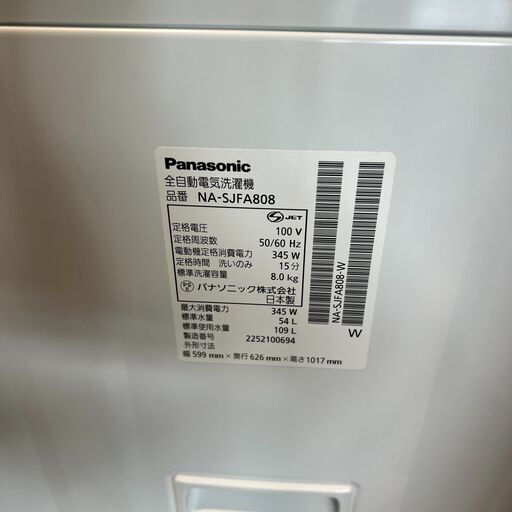 Panasonic
全自動電気洗濯機
品番 NA-SJFA808
S JET
定格電圧 100 V
定格周波数 50/60 Hz
電動機定格消費電力 345 W
定格時間 洗いのみ 15分
標準洗濯容量 8.0 kg
PS E パナソニック株式会社
日本製
最大消費電力 345 W
標準水量 54 L
標準使用水量 109 L
製造番号 2252100694
外形寸法
幅 599 mm × 奥行 626 mm × 高さ 1017 mm
NA-SJFA808-W
W